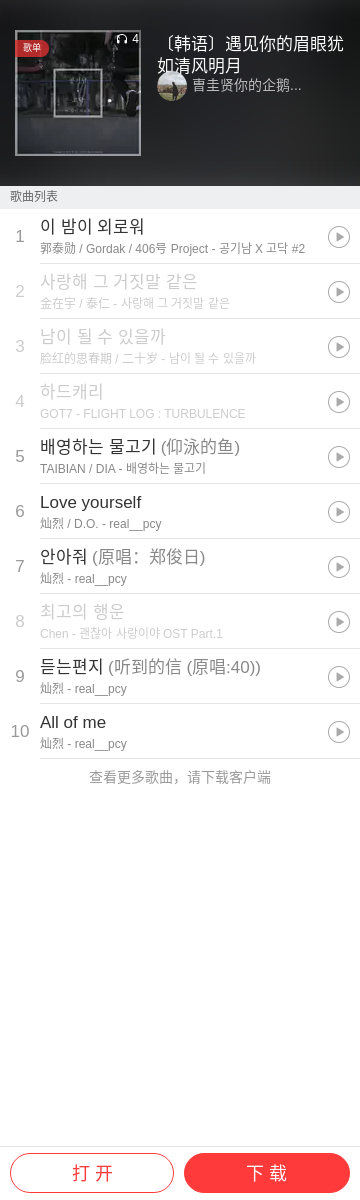 歌单
4
〔韩语〕遇见你的眉眼犹
如清风明月
曺圭贤你的企鹅...
歌曲列表
1
이 밤이 외로워
郭泰勋 / Gordak / 406号 Project - 공기남 X 고닥 #2
2
사랑해 그 거짓말 같은
金在宇 / 泰仁 - 사랑해 그 거짓말 같은
3
남이 될 수 있을까
脸红的思春期 / 二十岁 - 남이 될 수 있을까
4
하드캐리
GOT7 - FLIGHT LOG : TURBULENCE
5
배영하는 물고기 (仰泳的鱼)
TAIBIAN / DIA - 배영하는 물고기
6
Love yourself
灿烈 / D.O. - real__pcy
7
안아줘 (原唱：郑俊日)
灿烈 - real__pcy
8
최고의 행운
Chen - 괜찮아 사랑이야 OST Part.1
9
듣는편지 (听到的信 (原唱:40))
灿烈 - real__pcy
10
All of me
灿烈 - real__pcy
查看更多歌曲，请下载客户端
打 开
下 载